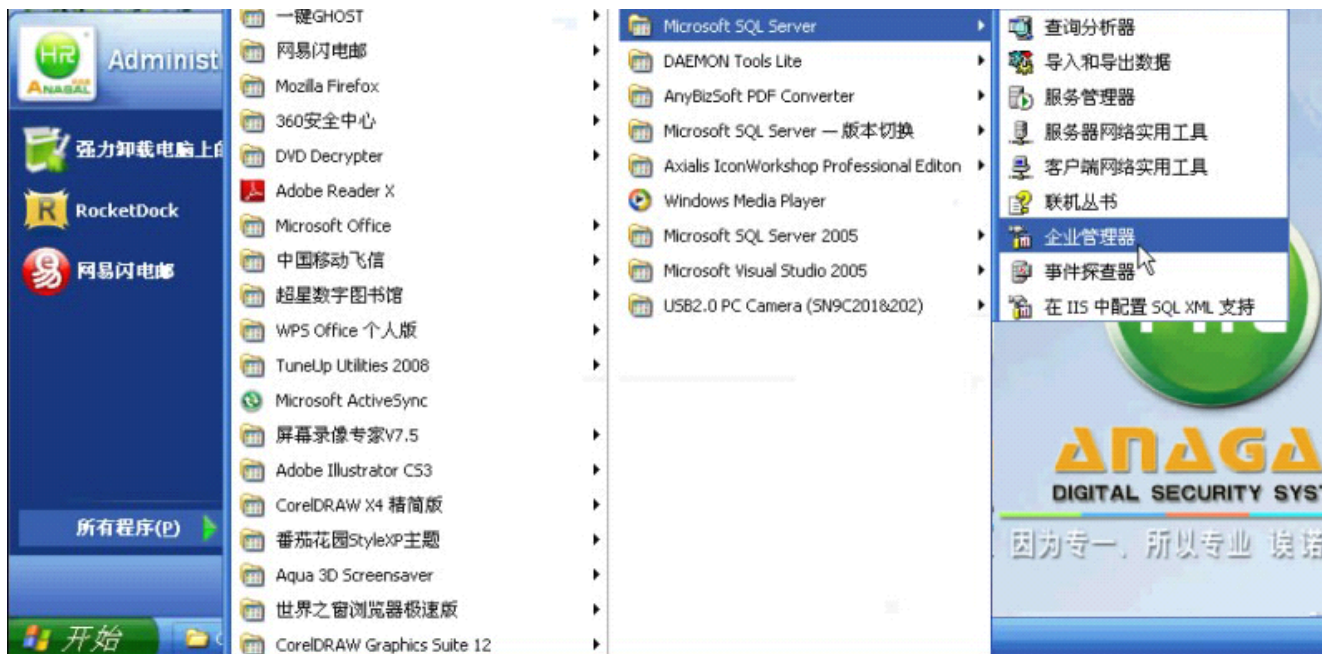 HR
ANAGAL
Administ
强力卸载电脑上的
RocketDock
网易闪电邮
所有程序(P)
开始
一键GHOST
网易闪电邮
Mozilla Firefox
360安全中心
DVD Decrypter
Adobe Reader X
Microsoft Office
中国移动飞信
超星数字图书馆
WPS Office 个人版
TuneUp Utilities 2008
Microsoft ActiveSync
屏幕录像专家V7.5
Adobe Illustrator CS3
CorelDRAW X4 精简版
番茄花园StyleXP主题
Aqua 3D Screensaver
世界之窗浏览器极速版
CorelDRAW Graphics Suite 12
Microsoft SQL Server
DAEMON Tools Lite
AnyBizSoft PDF Converter
Microsoft SQL Server — 版本切换
Axialis IconWorkshop Professional Editon
Windows Media Player
Microsoft SQL Server 2005
Microsoft Visual Studio 2005
USB2.0 PC Camera (SN9C201&202)
查询分析器
导入和导出数据
服务管理器
服务器网络实用工具
客户端网络实用工具
联机丛书
企业管理器
事件探查器
在 IIS 中配置 SQL XML 支持
ANAGA
DIGITAL SECURITY SYST
因为专一、所以专业 诶诺